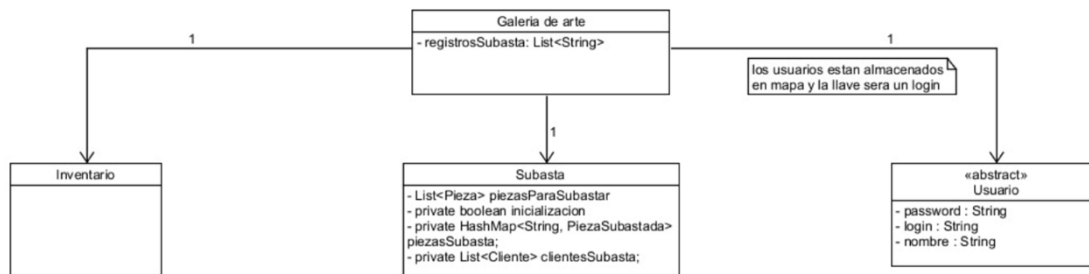 Galeria de arte
- registrosSubasta: List<String>
1
1
los usuarios estan almacenados
en mapa y la llave sera un login
1
Inventario
Subasta
- List<Pieza> piezasParaSubastar
- private boolean inicializacion
- private HashMap<String, PiezaSubastada>
piezasSubasta;
- private List<Cliente> clientesSubasta;
«abstract»
Usuario
- password : String
- login : String
- nombre : String